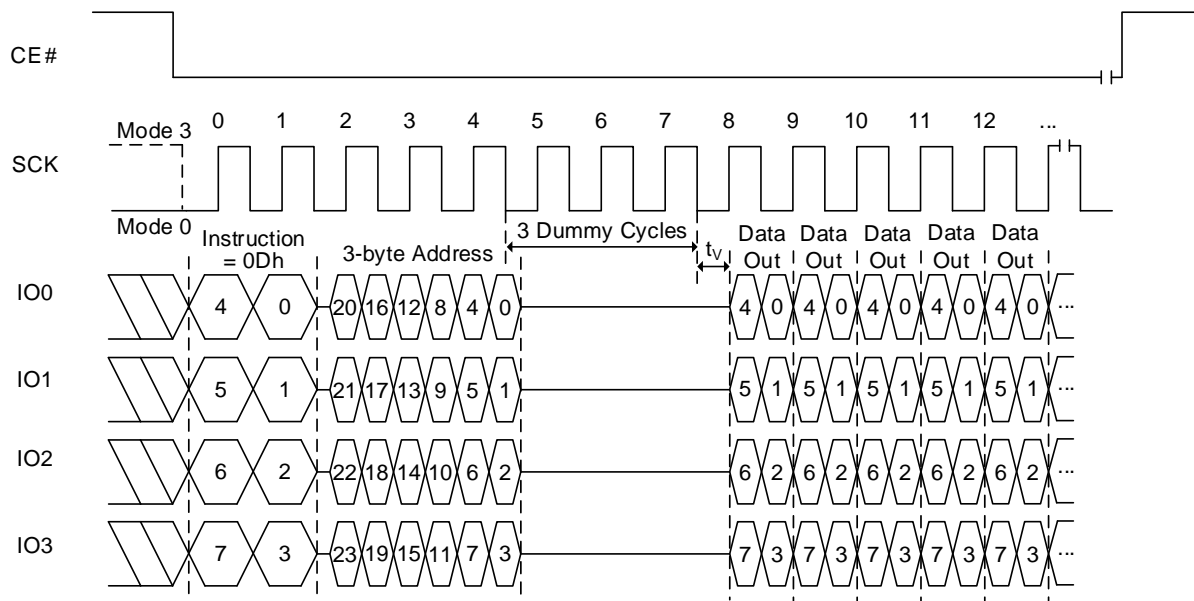 CE#
Mode 3 0 1 2 3 4 5 6 7 8 9 10 11 12 ...
SCK
Mode 0
Instruction = 0Dh
3-byte Address
3 Dummy Cycles
tV
Data Out Data Out Data Out Data Out Data Out
IO0 4 0 20 16 12 8 4 0 4 0 4 0 4 0 4 0 4 0 ...
IO1 5 1 21 17 13 9 5 1 5 1 5 1 5 1 5 1 5 1 ...
IO2 6 2 22 18 14 10 6 2 6 2 6 2 6 2 6 2 6 2 ...
IO3 7 3 23 19 15 11 7 3 7 3 7 3 7 3 7 3 7 3 ...